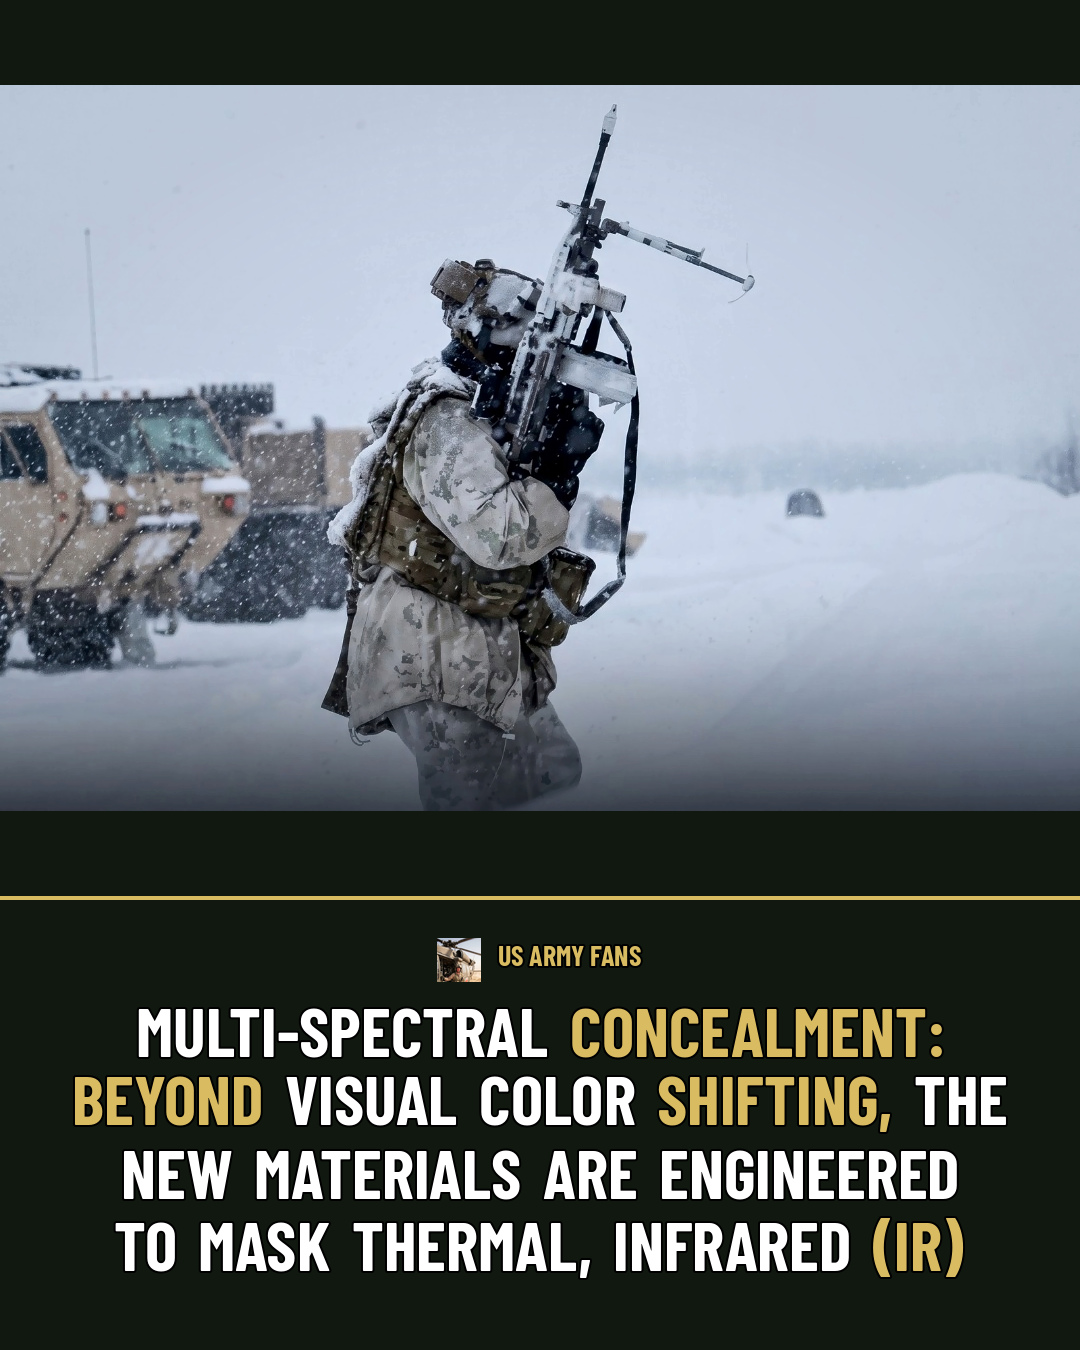 US ARMY FANS
MULTI-SPECTRAL CONCEALMENT:
BEYOND VISUAL COLOR SHIFTING, THE
NEW MATERIALS ARE ENGINEERED
TO MASK THERMAL, INFRARED (IR)